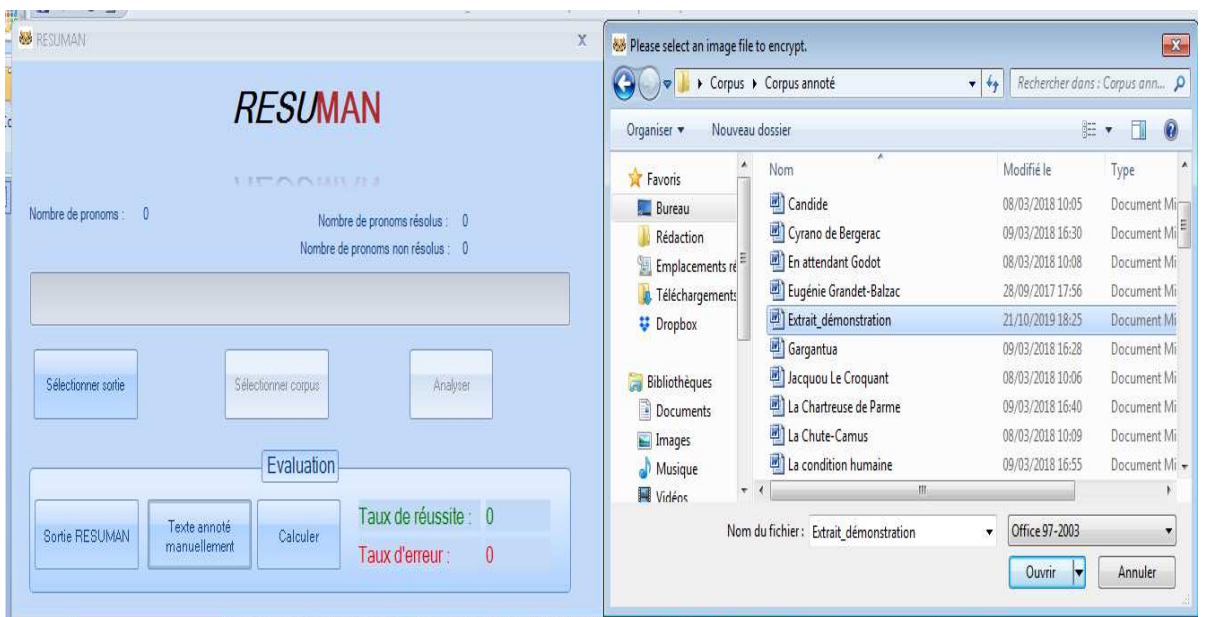 RESUMAN
X
RESUMAN
Nombre de pronoms : 0
Nombre de pronoms résolus : 0
Nombre de pronoms non résolus : 0
Sélectionner sortie
Sélectionner corpus
Analyser
Evaluation
Sortie RESUMAN
Texte annoté
manuellement
Calculer
Taux de réussite : 0
Taux d'erreur : 0
Please select an image file to encrypt.
Corpus Corpus annoté
Rechercher dans : Corpus ann...
Organiser Nouveau dossier
Favoris
Bureau
Rédaction
Emplacements ré
Téléchargements
Dropbox
Bibliothèques
Documents
Images
Musique
Vidéos
Nom Modifié le Type
Candide 08/03/2018 10:05 Document Mi
Cyrano de Bergerac 09/03/2018 16:30 Document Mi
En attendant Godot 08/03/2018 10:08 Document Mi
Eugénie Grandet-Balzac 28/09/2017 17:56 Document Mi
Extrait_démonstration 21/10/2019 18:25 Document Mi
Gargantua 09/03/2018 16:28 Document Mi
Jacquou Le Croquant 08/03/2018 10:06 Document Mi
La Chartreuse de Parme 09/03/2018 16:40 Document Mi
La Chute-Camus 08/03/2018 10:09 Document Mi
La condition humaine 09/03/2018 16:55 Document Mi
Nom du fichier : Extrait_démonstration
Office 97-2003
Ouvrir
Annuler